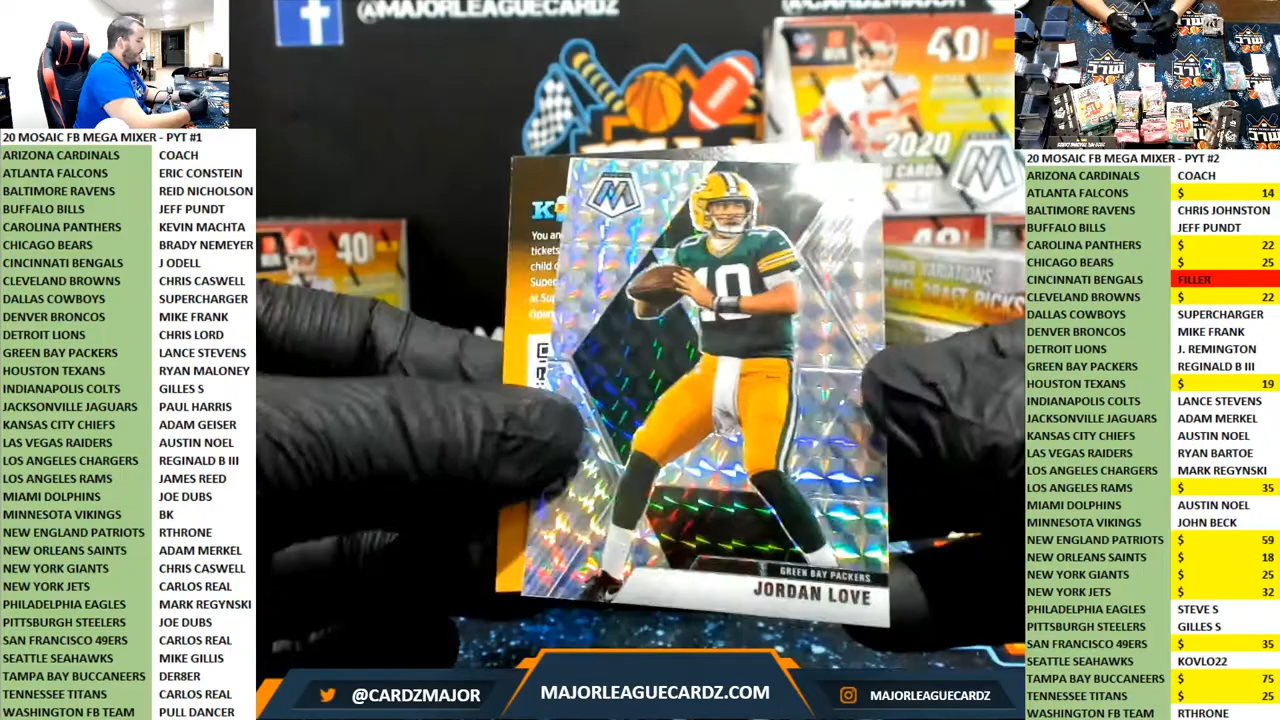 @MAJORLEAGUECARDZ
@CARDZMAJOR
20 MOSAIC FB MEGA MIXER - PYT #1
ARIZONA CARDINALS COACH
ATLANTA FALCONS ERIC CONSTEIN
BALTIMORE RAVENS REID NICHOLSON
BUFFALO BILLS JEFF PUNDT
CAROLINA PANTHERS KEVIN MACHTA
CHICAGO BEARS BRADY NEMEYER
CINCINNATI BENGALS J ODELL
CLEVELAND BROWNS CHRIS CASWELL
DALLAS COWBOYS SUPERCHARGER
DENVER BRONCOS MIKE FRANK
DETROIT LIONS CHRIS LORD
GREEN BAY PACKERS LANCE STEVENS
HOUSTON TEXANS RYAN MALONEY
INDIANAPOLIS COLTS GILLES S
JACKSONVILLE JAGUARS PAUL HARRIS
KANSAS CITY CHIEFS ADAM GEISER
LAS VEGAS RAIDERS AUSTIN NOEL
LOS ANGELES CHARGERS REGINALD B III
LOS ANGELES RAMS JAMES REED
MIAMI DOLPHINS JOE DUBS
MINNESOTA VIKINGS BK
NEW ENGLAND PATRIOTS RTHRONE
NEW ORLEANS SAINTS ADAM MERKEL
NEW YORK GIANTS CHRIS CASWELL
NEW YORK JETS CARLOS REAL
PHILADELPHIA EAGLES MARK REGYNSKI
PITTSBURGH STEELERS JOE DUBS
SAN FRANCISCO 49ERS CARLOS REAL
SEATTLE SEAHAWKS MIKE GILLIS
TAMPA BAY BUCCANEERS DER8ER
TENNESSEE TITANS CARLOS REAL
WASHINGTON FB TEAM PULL DANCER
40
15
2020
M
40
VARIATIONS
NFL DRAFT PICKS
You
tickets
child
Super
at
M
10
GREEN BAY PACKERS
JORDAN LOVE
@CARDZMAJOR
MAJORLEAGUECARDZ.COM
MAJORLEAGUECARDZ
20 MOSAIC FB MEGA MIXER - PYT #2
ARIZONA CARDINALS COACH
ATLANTA FALCONS $ 14
BALTIMORE RAVENS CHRIS JOHNSTON
BUFFALO BILLS JEFF PUNDT
CAROLINA PANTHERS $ 22
CHICAGO BEARS $ 25
CINCINNATI BENGALS FILLER
CLEVELAND BROWNS $ 22
DALLAS COWBOYS SUPERCHARGER
DENVER BRONCOS MIKE FRANK
DETROIT LIONS J. REMINGTON
GREEN BAY PACKERS REGINALD B III
HOUSTON TEXANS $ 19
INDIANAPOLIS COLTS LANCE STEVENS
JACKSONVILLE JAGUARS ADAM MERKEL
KANSAS CITY CHIEFS AUSTIN NOEL
LAS VEGAS RAIDERS RYAN BARTOE
LOS ANGELES CHARGERS MARK REGYNSKI
LOS ANGELES RAMS $ 35
MIAMI DOLPHINS AUSTIN NOEL
MINNESOTA VIKINGS JOHN BECK
NEW ENGLAND PATRIOTS $ 59
NEW ORLEANS SAINTS $ 18
NEW YORK GIANTS $ 25
NEW YORK JETS $ 32
PHILADELPHIA EAGLES STEVE S
PITTSBURGH STEELERS GILLES S
SAN FRANCISCO 49ERS $ 35
SEATTLE SEAHAWKS KOVLO22
TAMPA BAY BUCCANEERS $ 75
TENNESSEE TITANS $ 25
WASHINGTON FB TEAM RTHRONE